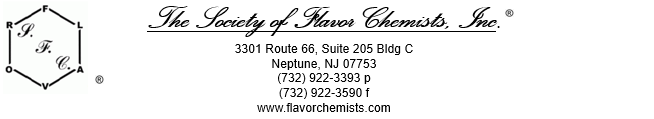 F
R L
S.
F.
C.
O A
V
®
The Society of Flavor Chemists, Inc.®
3301 Route 66, Suite 205 Bldg C
Neptune, NJ 07753
(732) 922-3393 p
(732) 922-3590 f
www.flavorchemists.com